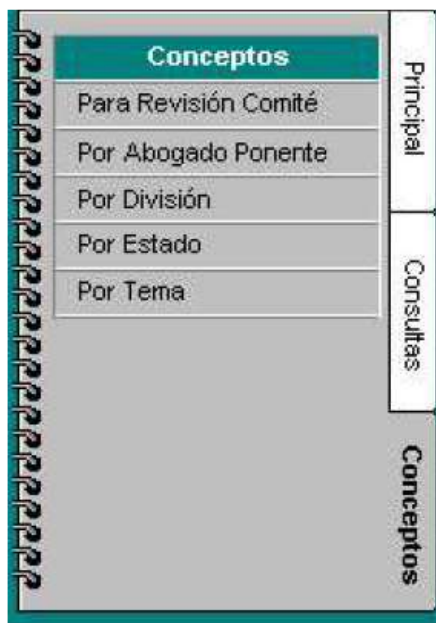 Conceptos
Para Revisión Comité
Por Abogado Ponente
Por División
Por Estado
Por Tema
Principal
Consultas
Conceptos